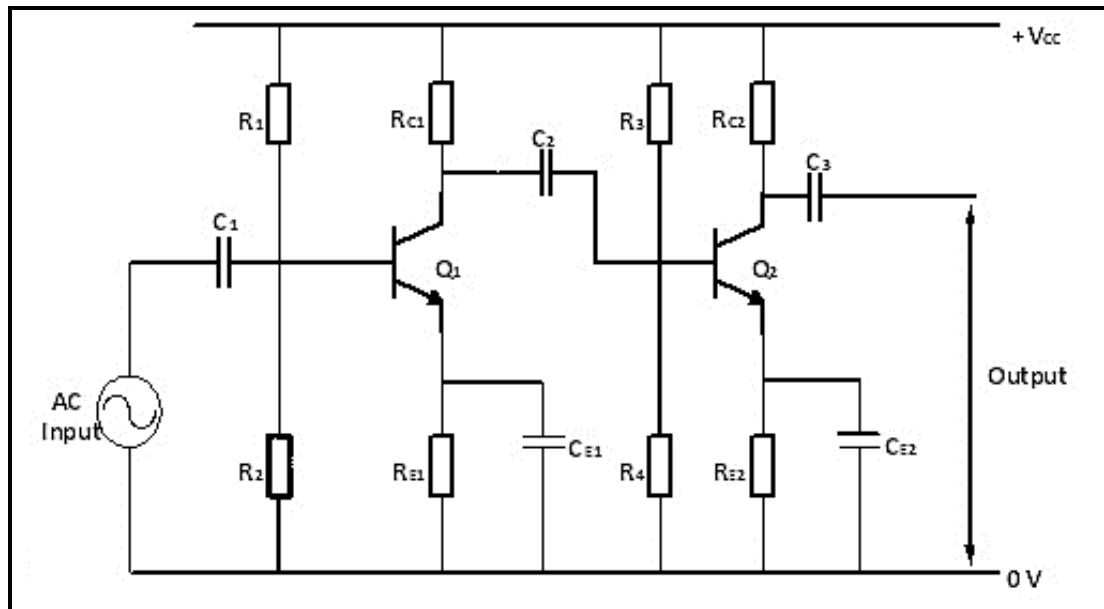 + Vcc
R1
RC1
R3
RC2
C2
C3
C1
Q1
Q2
AC
Input
Output
R2
RE1
CE1
R4
RE2
CE2
0 V